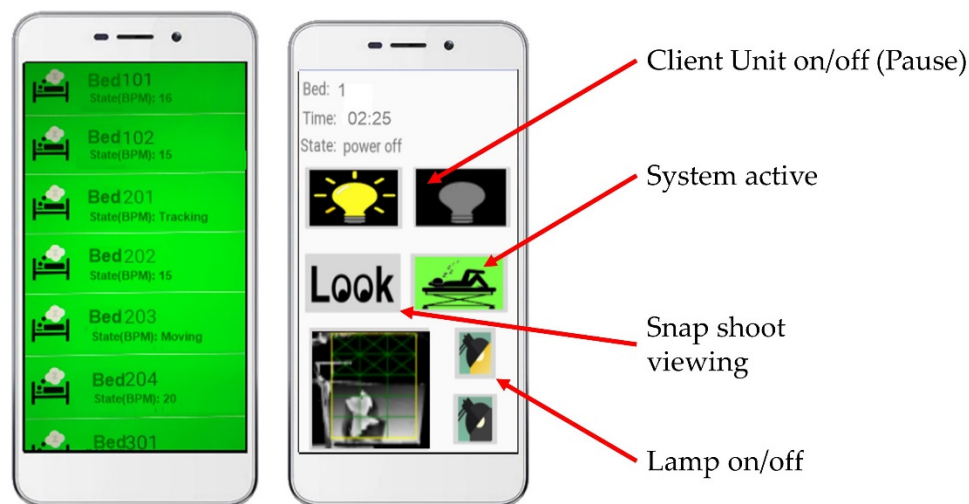 Bed101
State(BPM): 16
Bed102
State(BPM): 15
Bed201
State(BPM): Tracking
Bed202
State(BPM): 15
Bed203
State(BPM): Moving
Bed204
State(BPM): 20
Bed301
Bed: 1
Time: 02:25
State: power off
Look
Client Unit on/off (Pause)
System active
Snap shoot
viewing
Lamp on/off